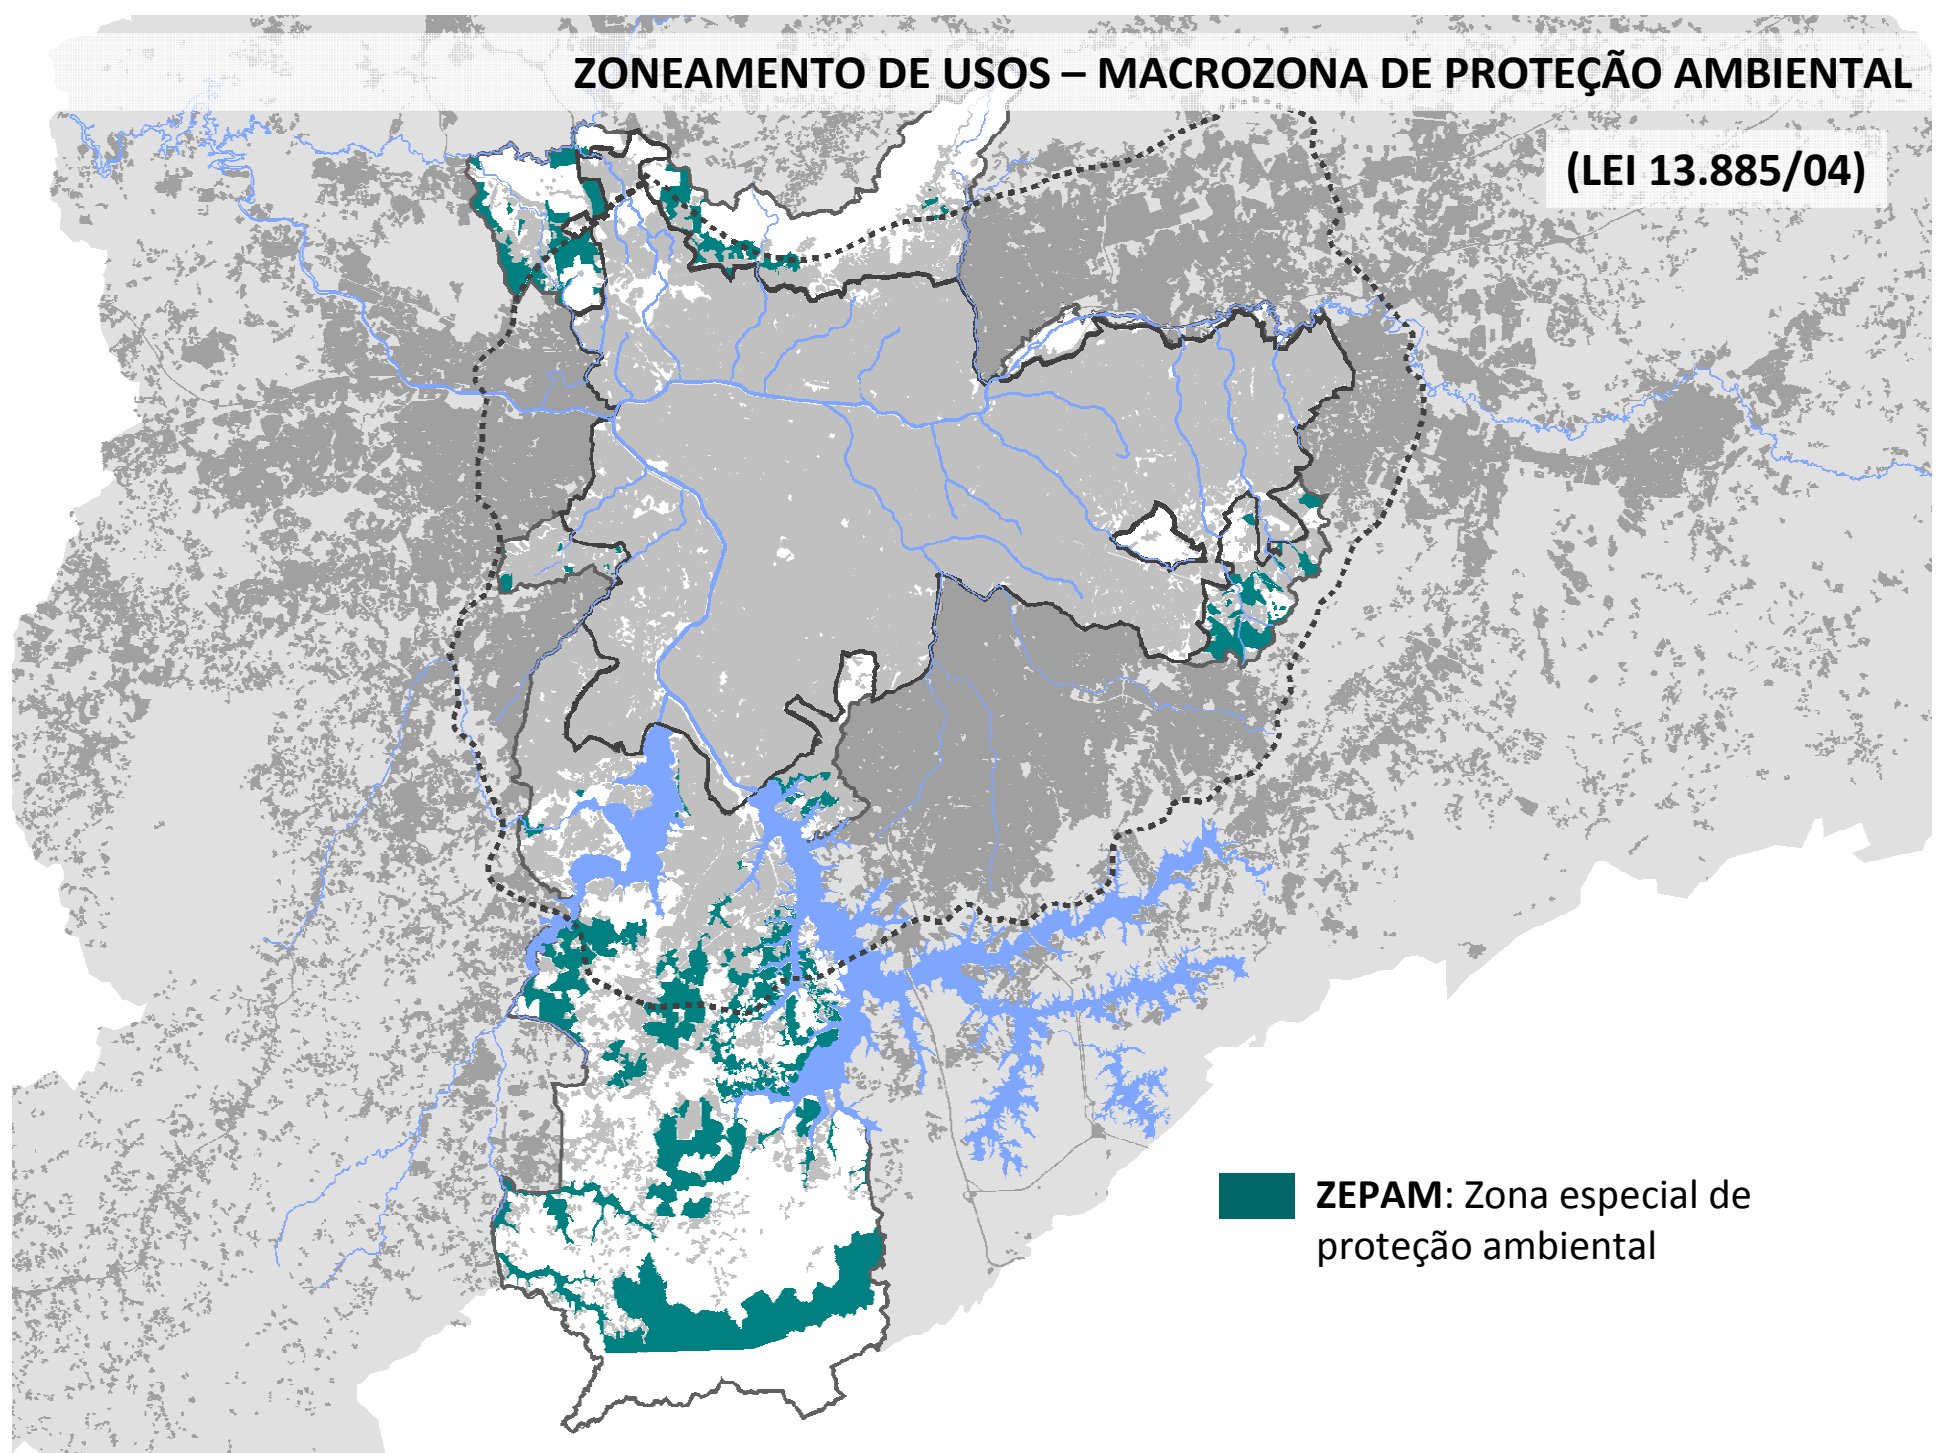 ZONEAMENTO DE USOS – MACROZONA DE PROTEÇÃO AMBIENTAL
(LEI 13.885/04)
ZEPAM: Zona especial de
proteção ambiental